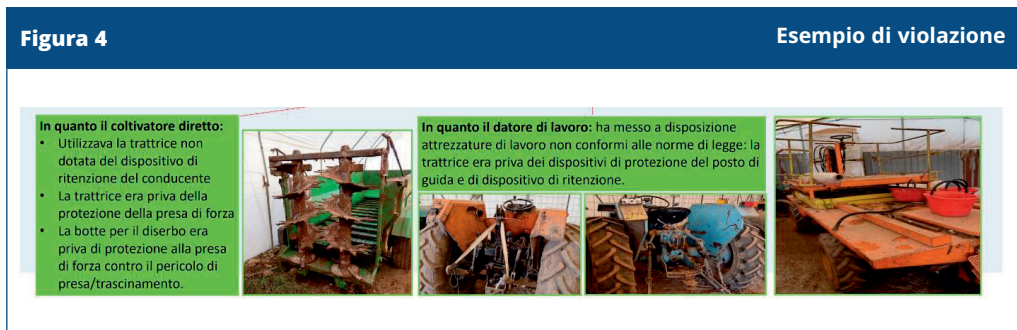 Figura 4
Esempio di violazione
In quanto il coltivatore diretto:
• Utilizzava la trattrice non
dotata del dispositivo di
ritenzione del conducente
• La trattrice era priva della
protezione della presa di forza
• La botte per il diserbo era
priva di protezione alla presa
di forza contro il pericolo di
presa/trascinamento.
In quanto il datore di lavoro: ha messo a disposizione
attrezzature di lavoro non conformi alle norme di legge: la
trattrice era priva dei dispositivi di protezione del posto di
guida e di dispositivo di ritenzione.